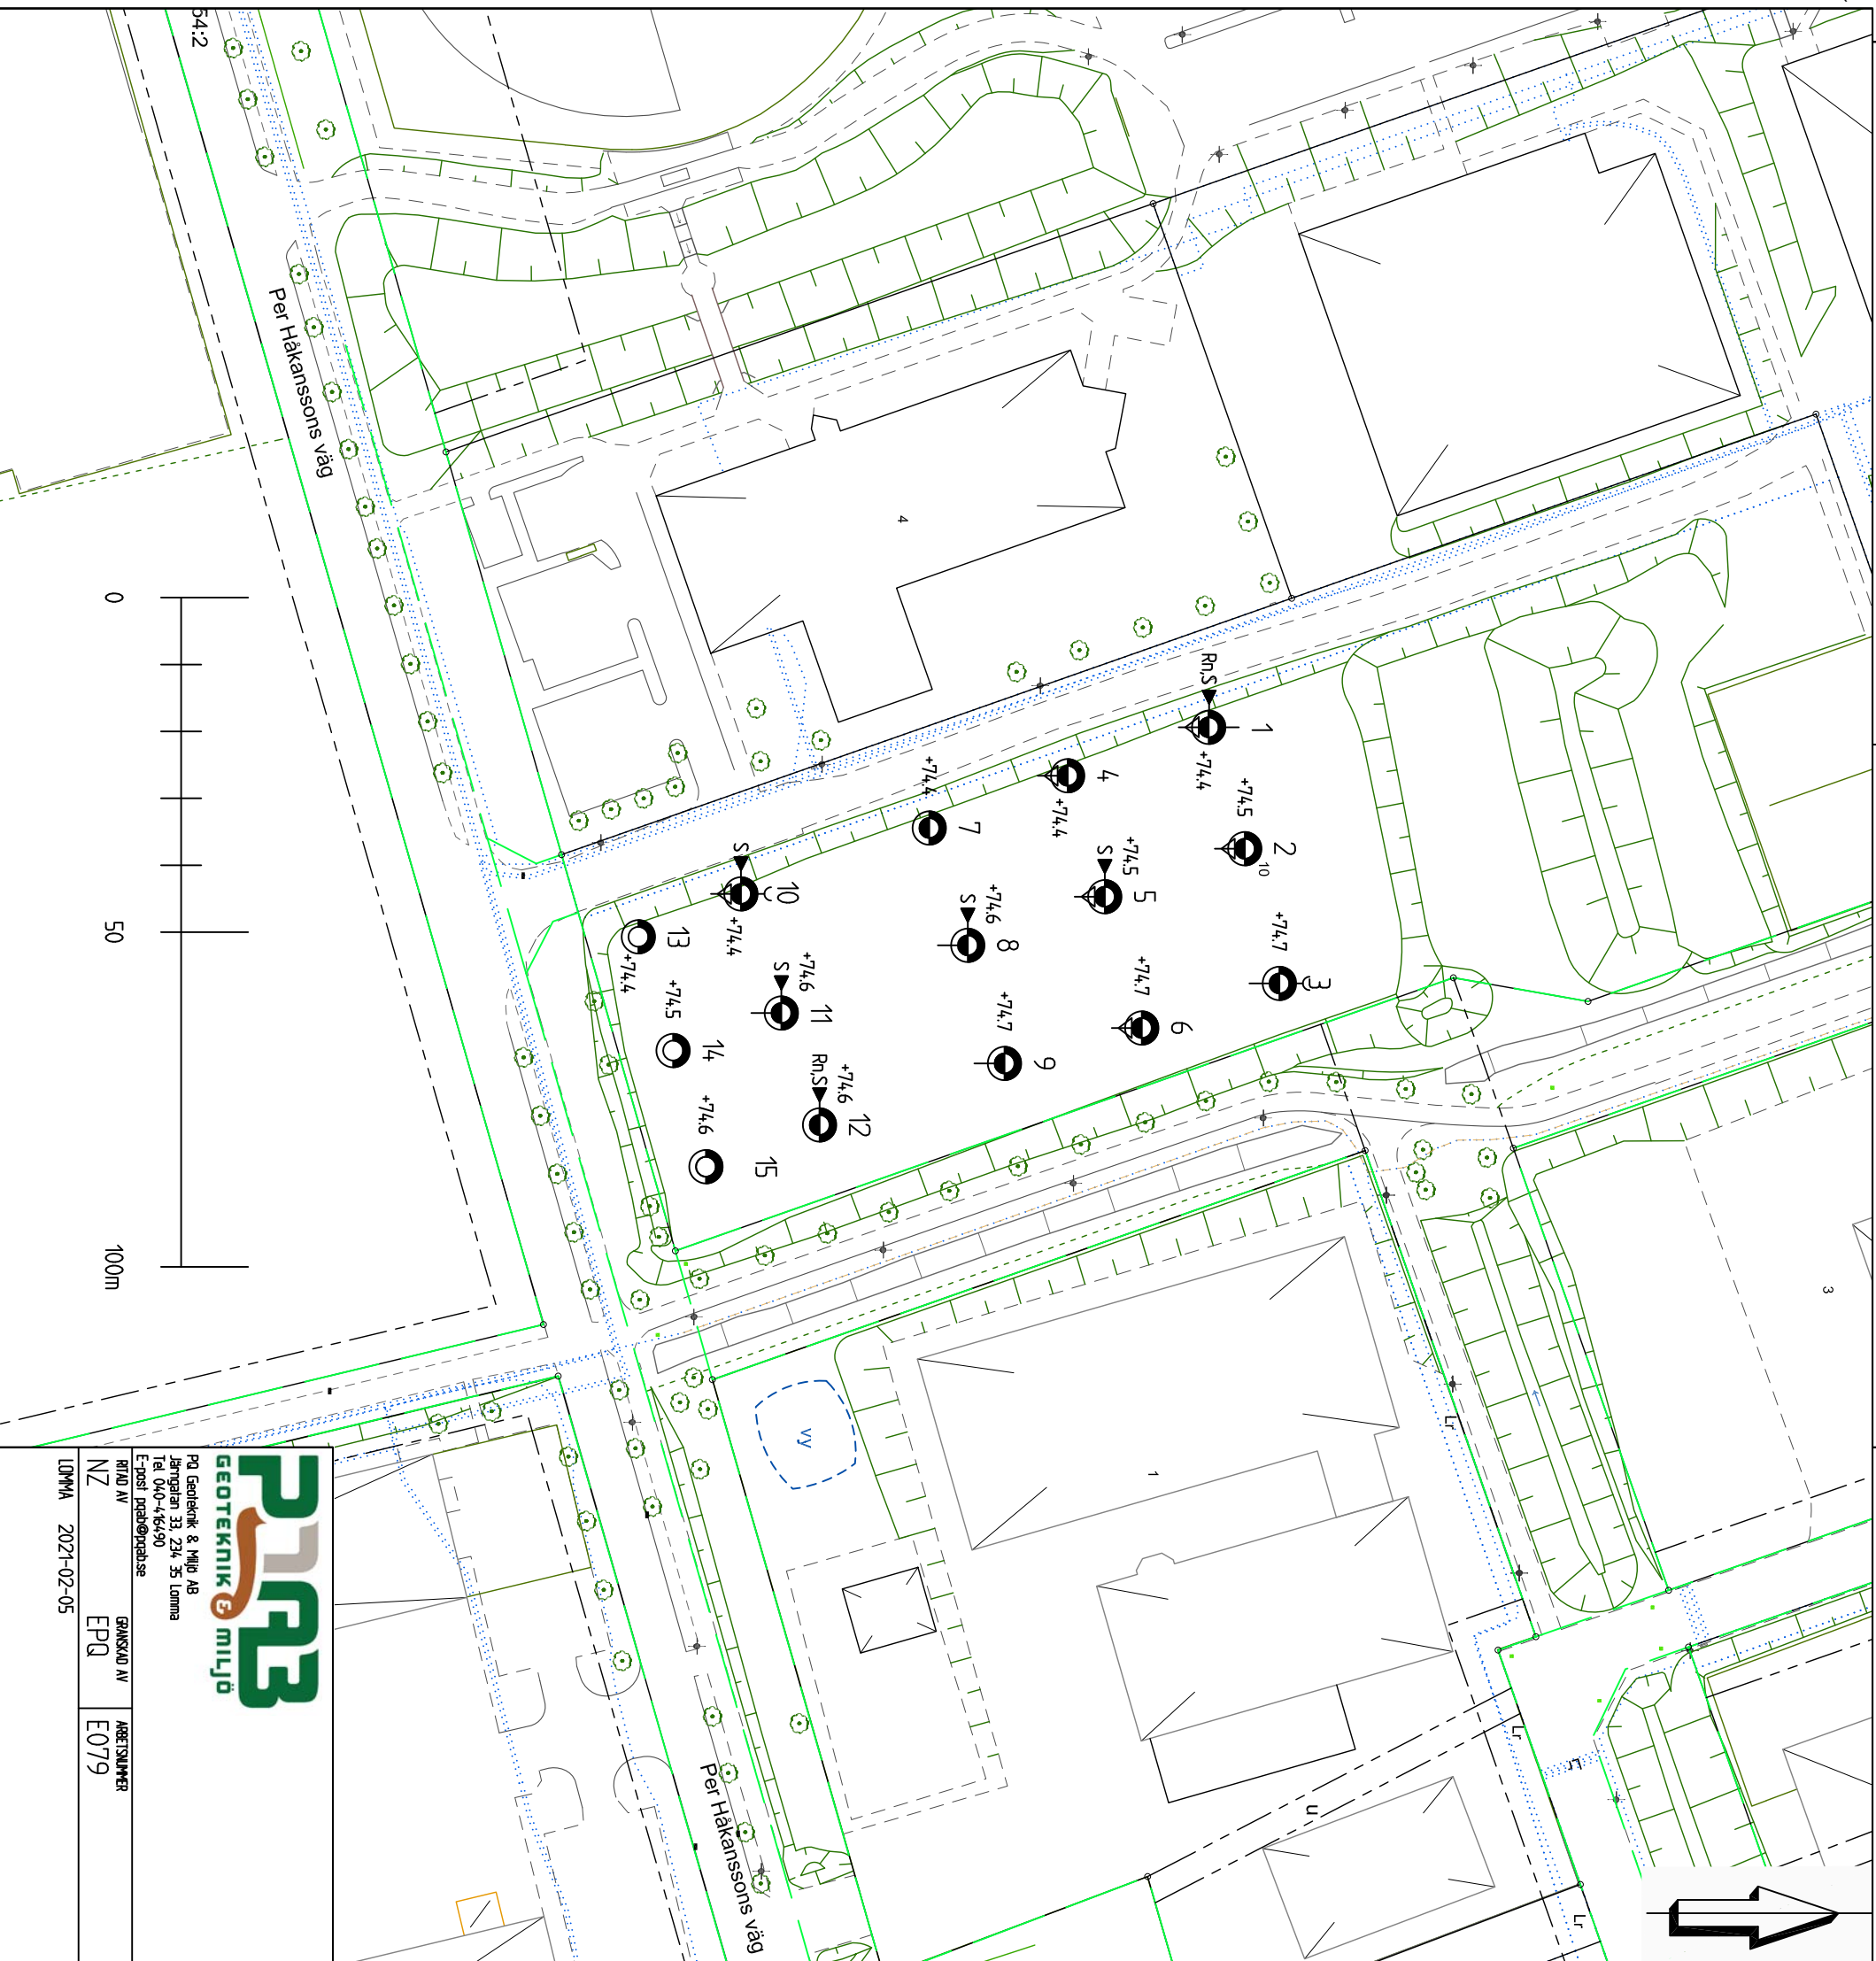 54:2
Per Håkanssons väg
4
3
1
Rn,S
1
+74.4
2
+74.5
10
3
+74.7
4
+74.4
5
+74.5
S
6
+74.7
7
+74.4
8
+74.6
S
9
+74.7
10
S
+74.4
11
+74.6
S
12
+74.6
Rn,S
13
+74.4
14
+74.5
15
+74.6
vy
Lr
Lr
Lr
u
Per Håkanssons väg
0
50
100m
PQAB
GEOTEKNIK & MILJÖ
PQ Geoteknik & Miljö AB
Järngatan 33, 234 35 Lomma
Tel 040-416490
E-post pqab@pqab.se
RITAD AV
NZ
GRANSKAD AV
EPQ
ARBETSNUMMER
E079
LOMMA 2021-02-05